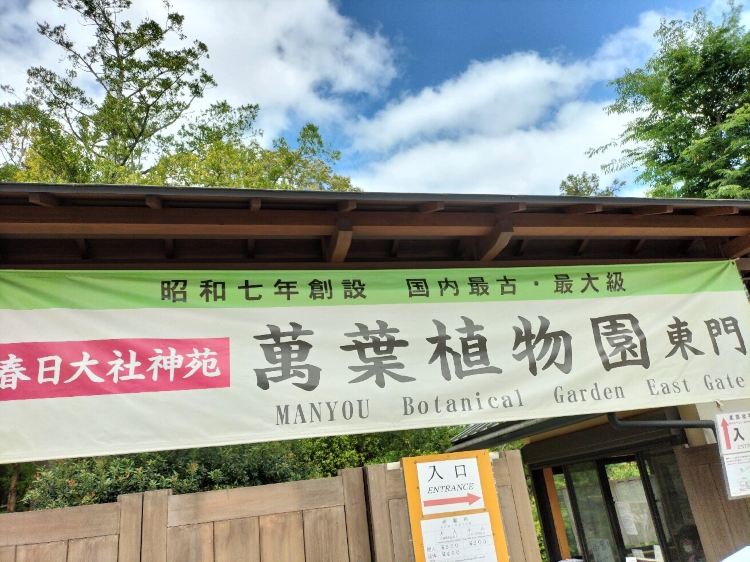 昭和七年創設　国内最古・最大級
春日大社神苑
萬葉植物園東門
MANYOU Botanical Garden East Gate
入口
ENTRANCE
入